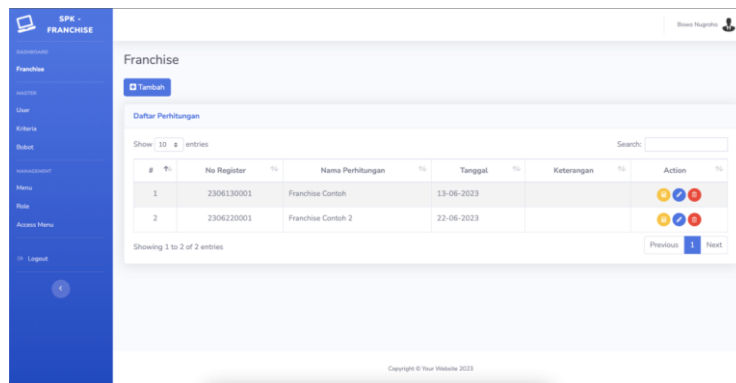 SPK -
FRANCHISE
Bowo Nugroho
DASHBOARD
Franchise
MASTER
User
Kriteria
Bobot
MANAGEMENT
Menu
Role
Access Menu
Logout
Franchise
Tambah
Daftar Perhitungan
Show 10 entries
Search:
# No Register Nama Perhitungan Tanggal Keterangan Action
1 2306130001 Franchise Contoh 13-06-2023
2 2306220001 Franchise Contoh 2 22-06-2023
Showing 1 to 2 of 2 entries
Previous 1 Next
Copyright © Your Website 2023